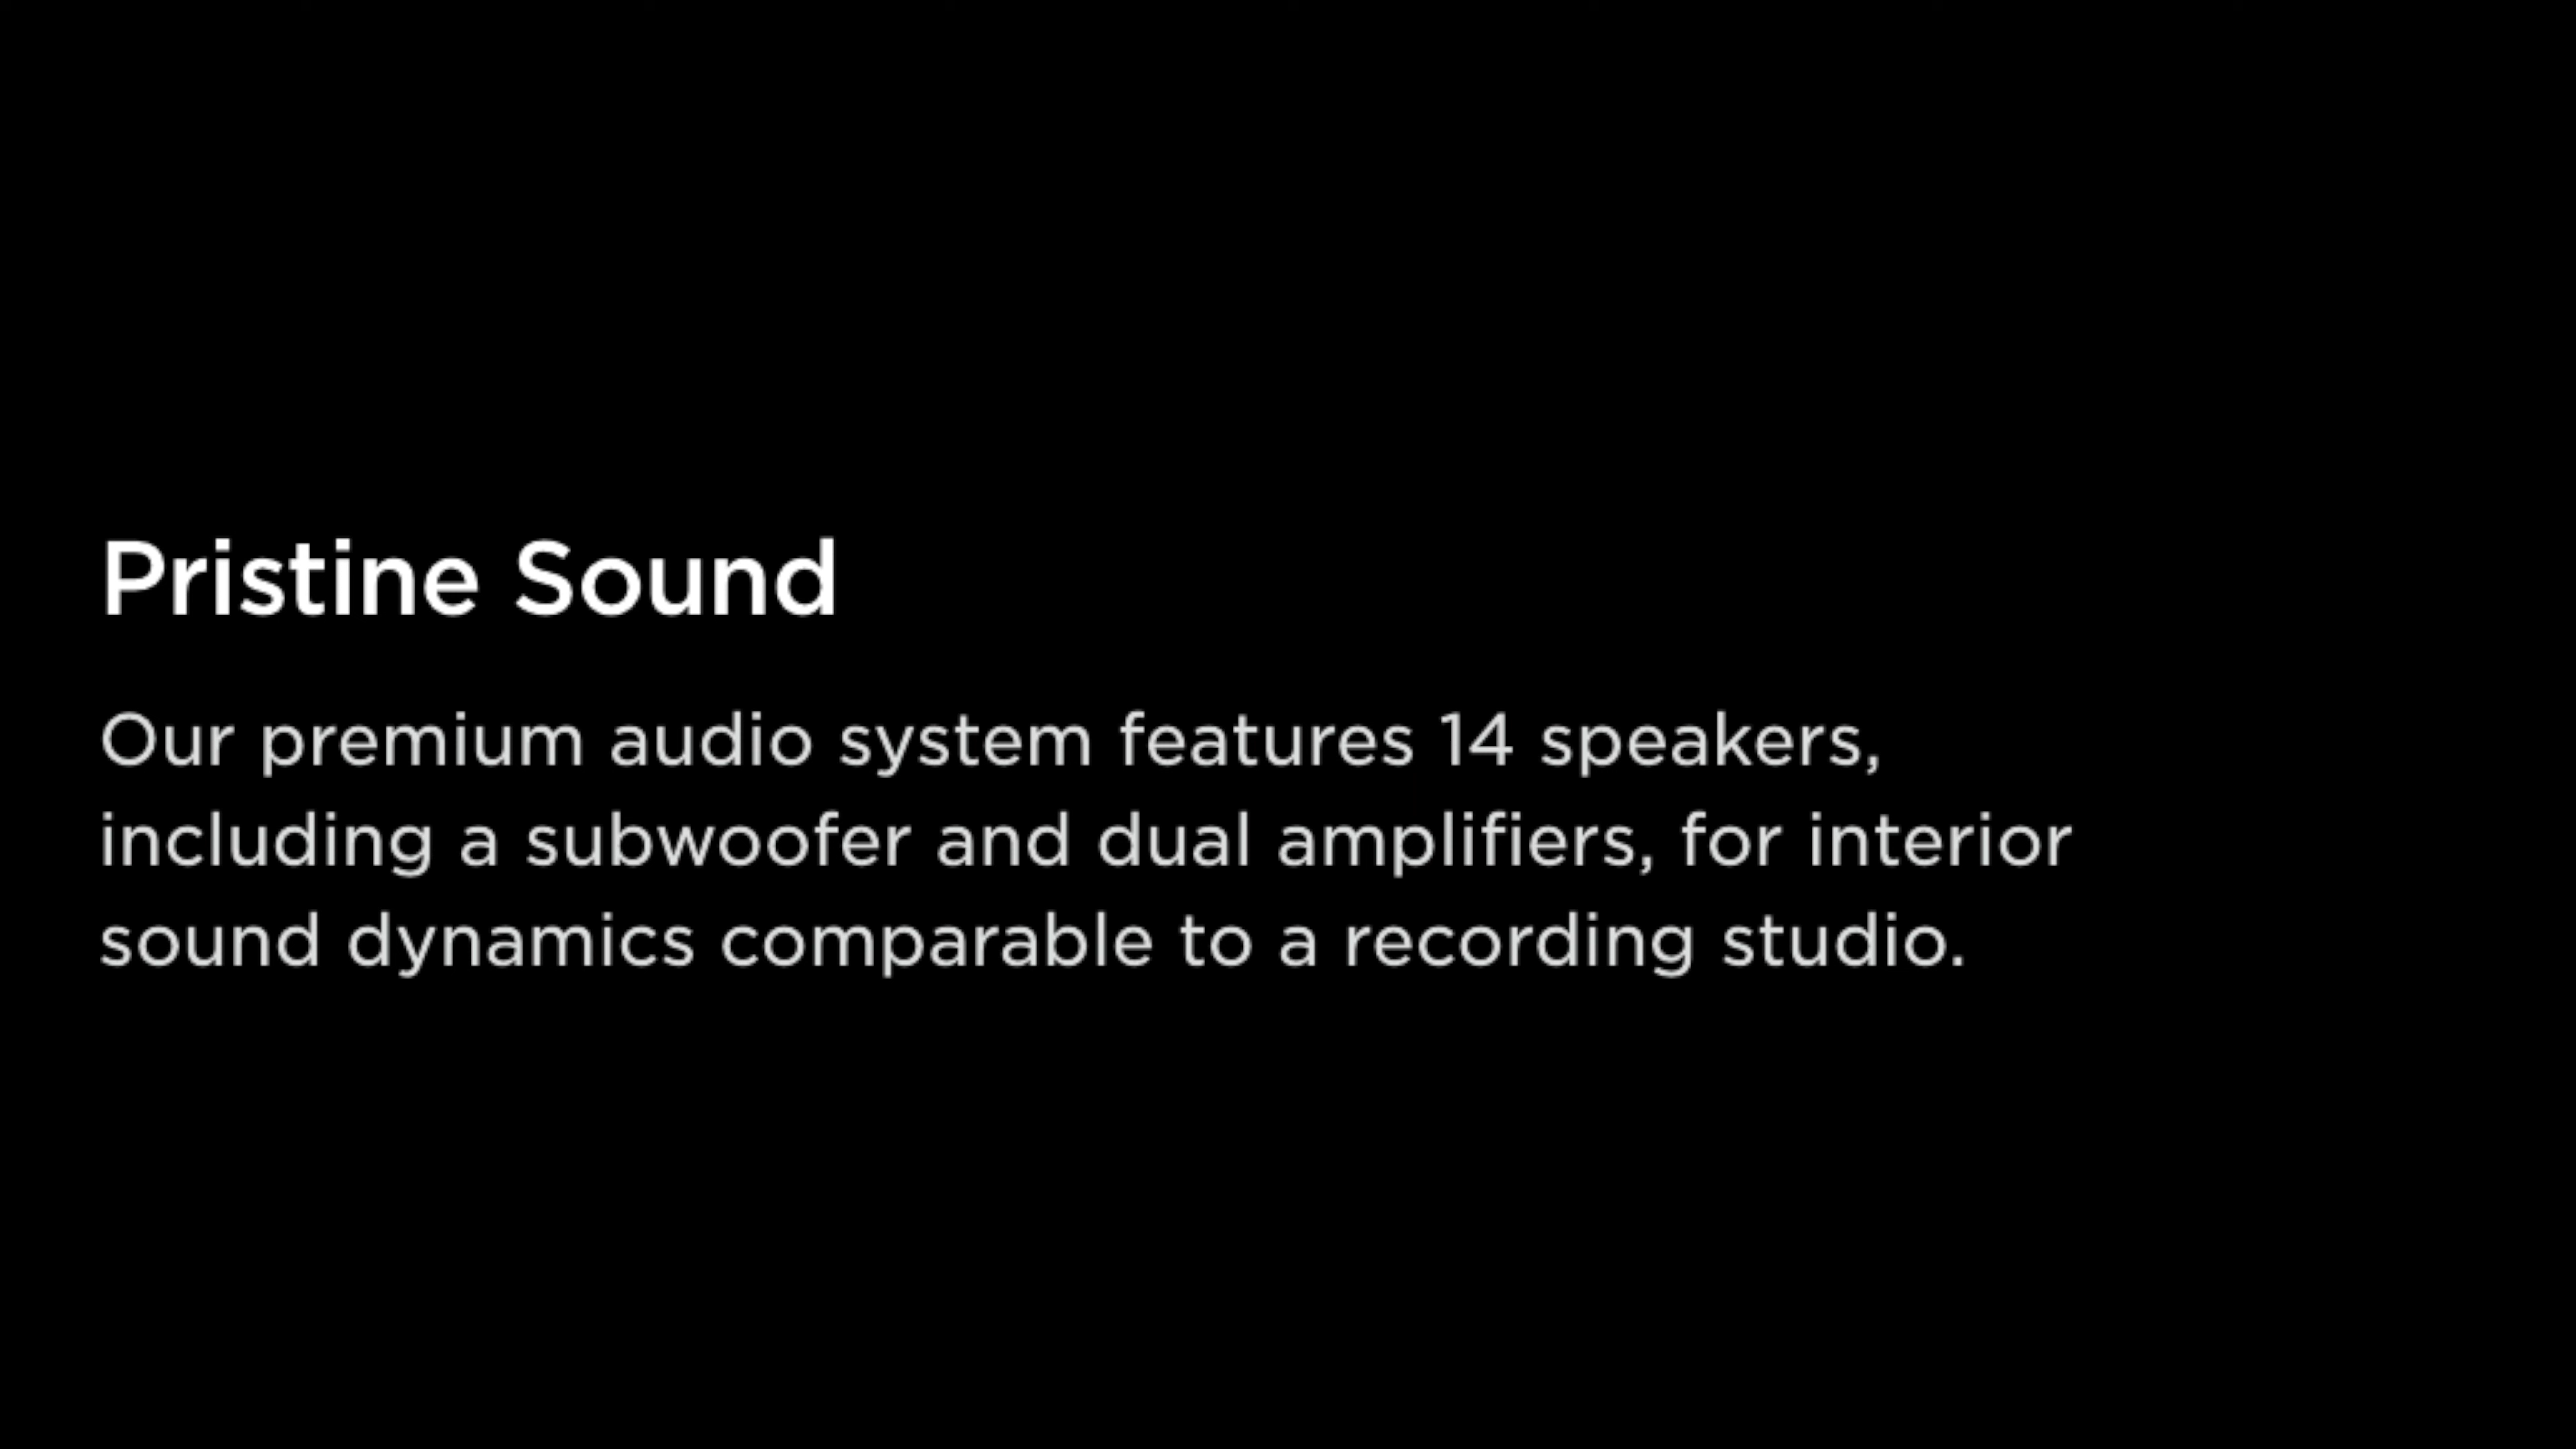 Pristine Sound
Our premium audio system features 14 speakers,
including a subwoofer and dual amplifiers, for interior
sound dynamics comparable to a recording studio.